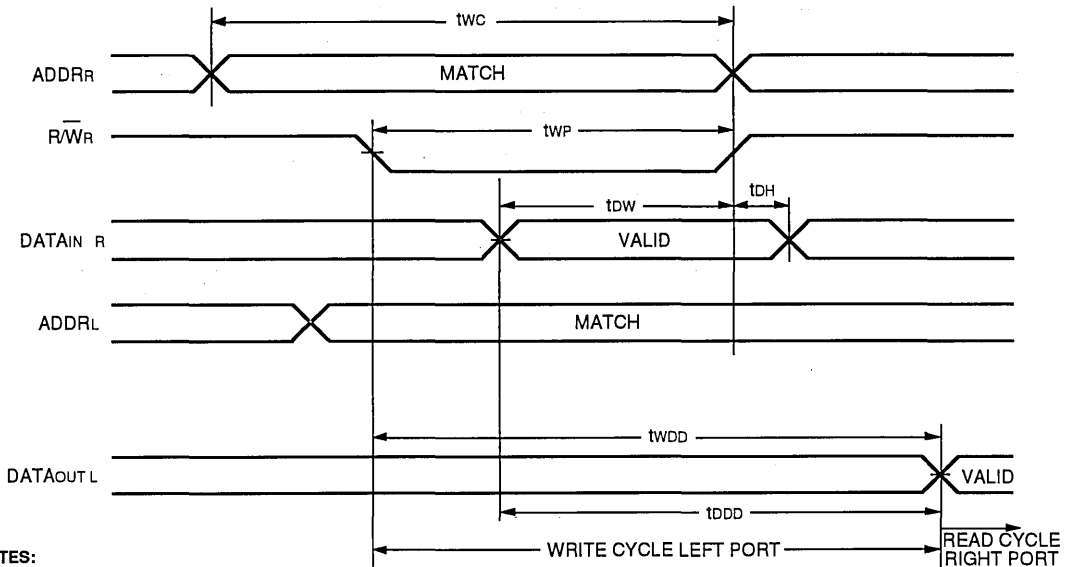 tWC
ADDRR
MATCH
R/W̅R
tWP
tDW
tDH
DATAIN R
VALID
ADDRL
MATCH
tWDD
DATAOUT L
VALID
tDDD
WRITE CYCLE LEFT PORT
READ CYCLE
RIGHT PORT
TES: